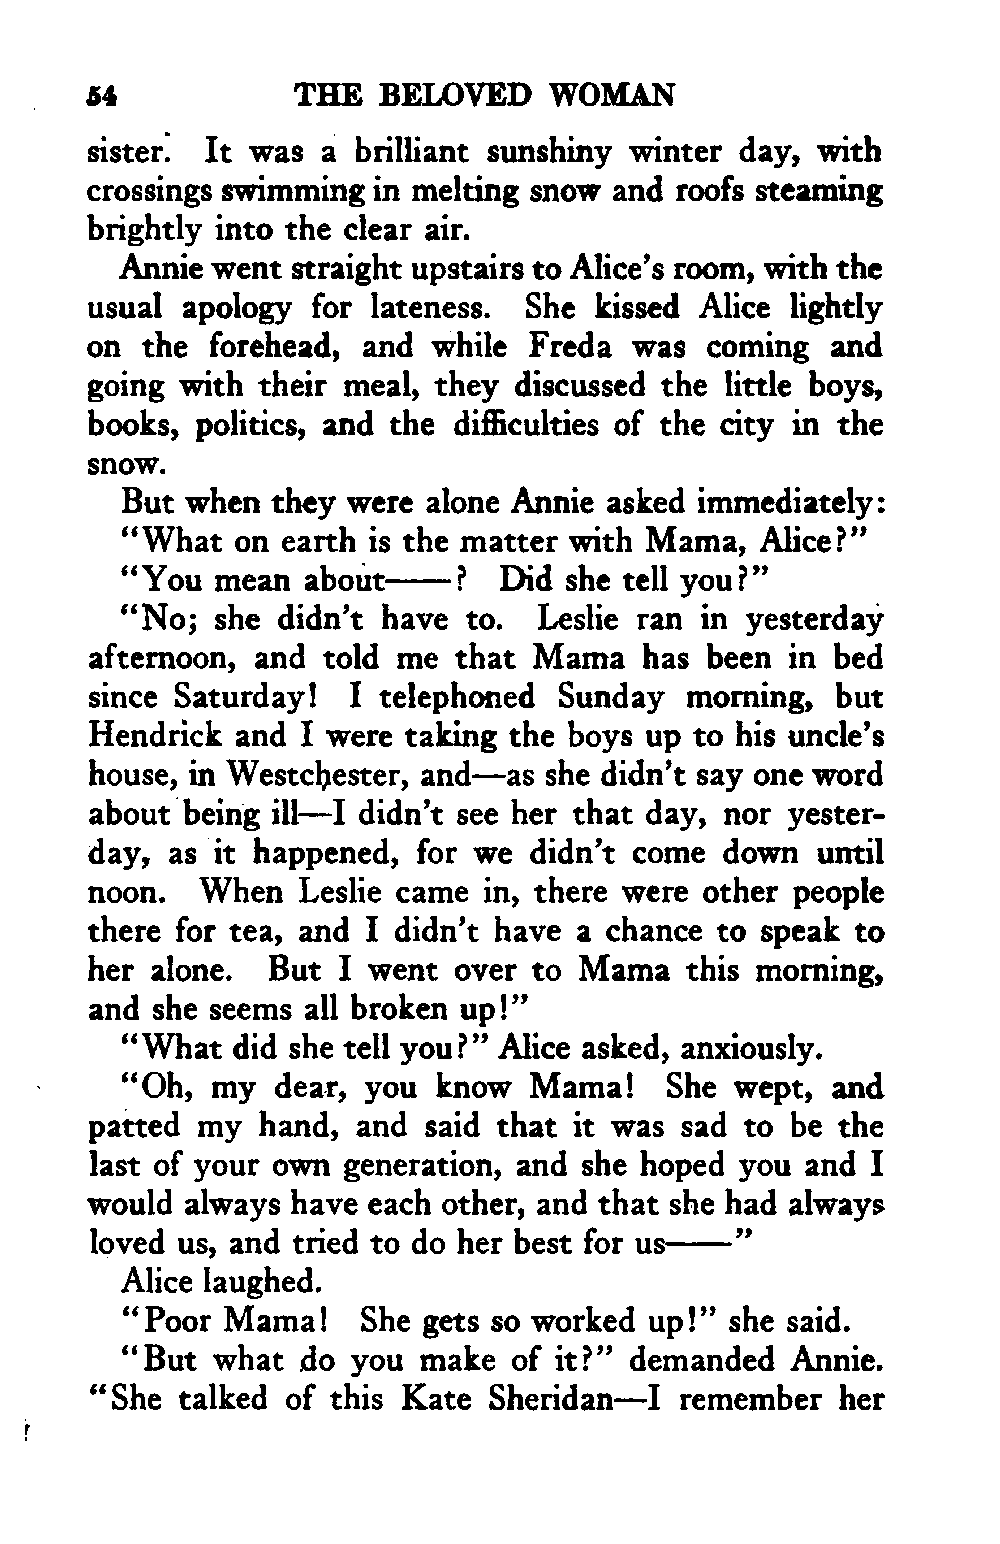 54 THE BELOVED WOMAN
sister. It was a brilliant sunshiny winter day, with
crossings swimming in melting snow and roofs steaming
brightly into the clear air.
Annie went straight upstairs to Alice's room, with the
usual apology for lateness. She kissed Alice lightly
on the forehead, and while Freda was coming and
going with their meal, they discussed the little boys,
books, politics, and the difficulties of the city in the
snow.
But when they were alone Annie asked immediately:
"What on earth is the matter with Mama, Alice?"
"You mean about——? Did she tell you?"
"No; she didn't have to. Leslie ran in yesterday
afternoon, and told me that Mama has been in bed
since Saturday! I telephoned Sunday morning, but
Hendrick and I were taking the boys up to his uncle's
house, in Westchester, and—as she didn't say one word
about being ill—I didn't see her that day, nor yester-
day, as it happened, for we didn't come down until
noon. When Leslie came in, there were other people
there for tea, and I didn't have a chance to speak to
her alone. But I went over to Mama this morning,
and she seems all broken up!"
"What did she tell you?" Alice asked, anxiously.
"Oh, my dear, you know Mama! She wept, and
patted my hand, and said that it was sad to be the
last of your own generation, and she hoped you and I
would always have each other, and that she had always
loved us, and tried to do her best for us——"
Alice laughed.
"Poor Mama! She gets so worked up!" she said.
"But what do you make of it?" demanded Annie.
"She talked of this Kate Sheridan—I remember her